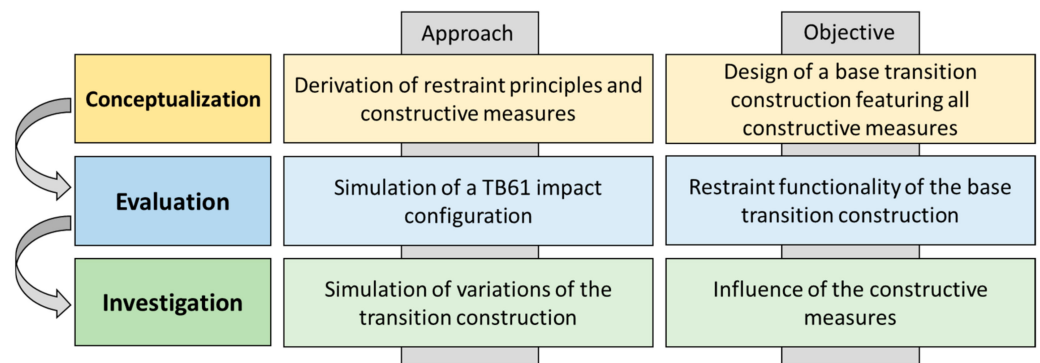 Approach
Objective
Conceptualization
Derivation of restraint principles and
constructive measures
Design of a base transition
construction featuring all
constructive measures
Evaluation
Simulation of a TB61 impact
configuration
Restraint functionality of the base
transition construction
Investigation
Simulation of variations of the
transition construction
Influence of the constructive
measures